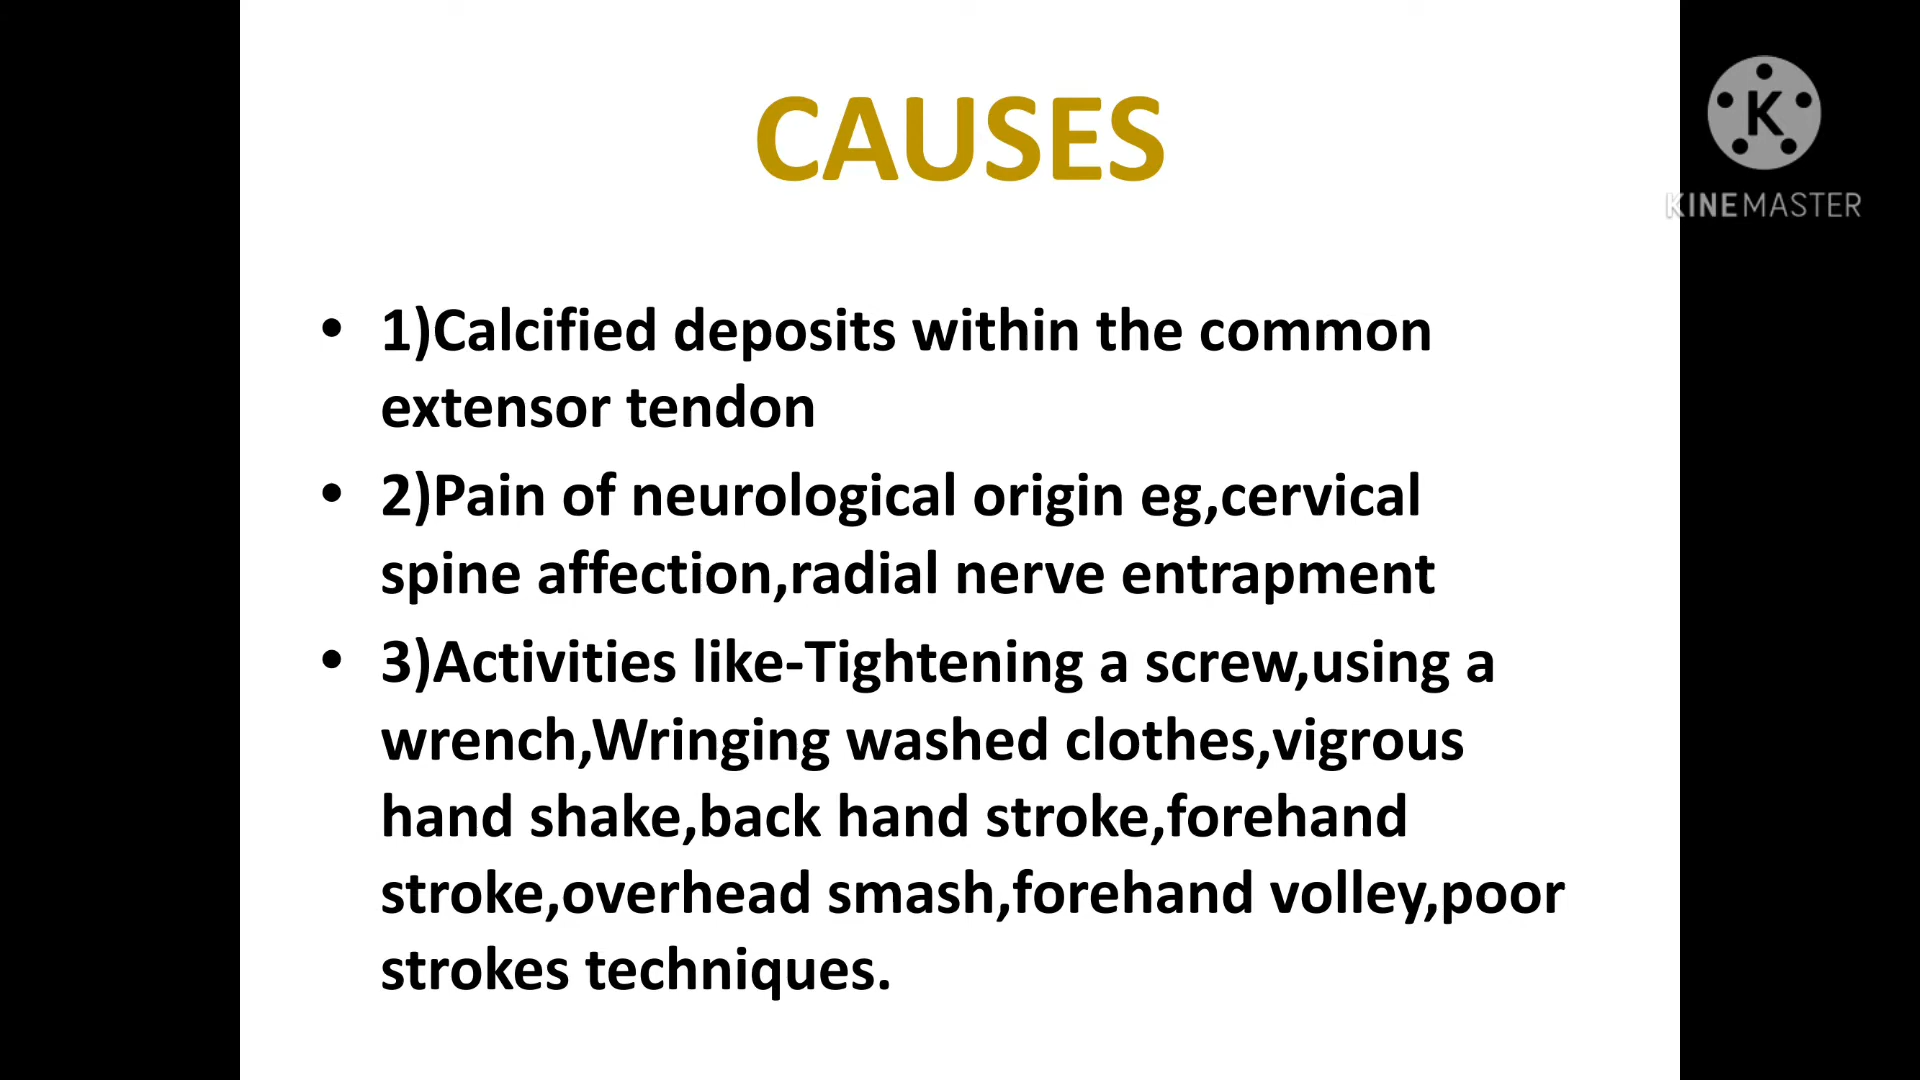 CAUSES
K
KINEMASTER
• 1)Calcified deposits within the common
extensor tendon
• 2)Pain of neurological origin eg,cervical
spine affection,radial nerve entrapment
• 3)Activities like-Tightening a screw,using a
wrench,Wringing washed clothes,vigrous
hand shake,back hand stroke,forehand
stroke,overhead smash,forehand volley,poor
strokes techniques.